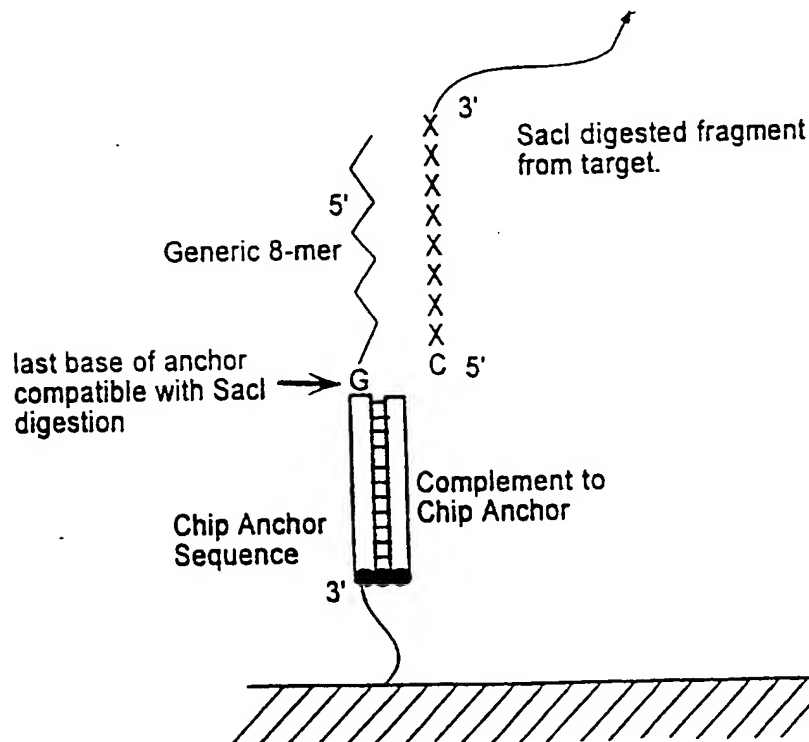 3'
X
X
X
X
X
X
X
X
C 5'
SacI digested fragment
from target.
5'
Generic 8-mer
last base of anchor
compatible with SacI
digestion
G
Complement to
Chip Anchor
Chip Anchor
Sequence
3'